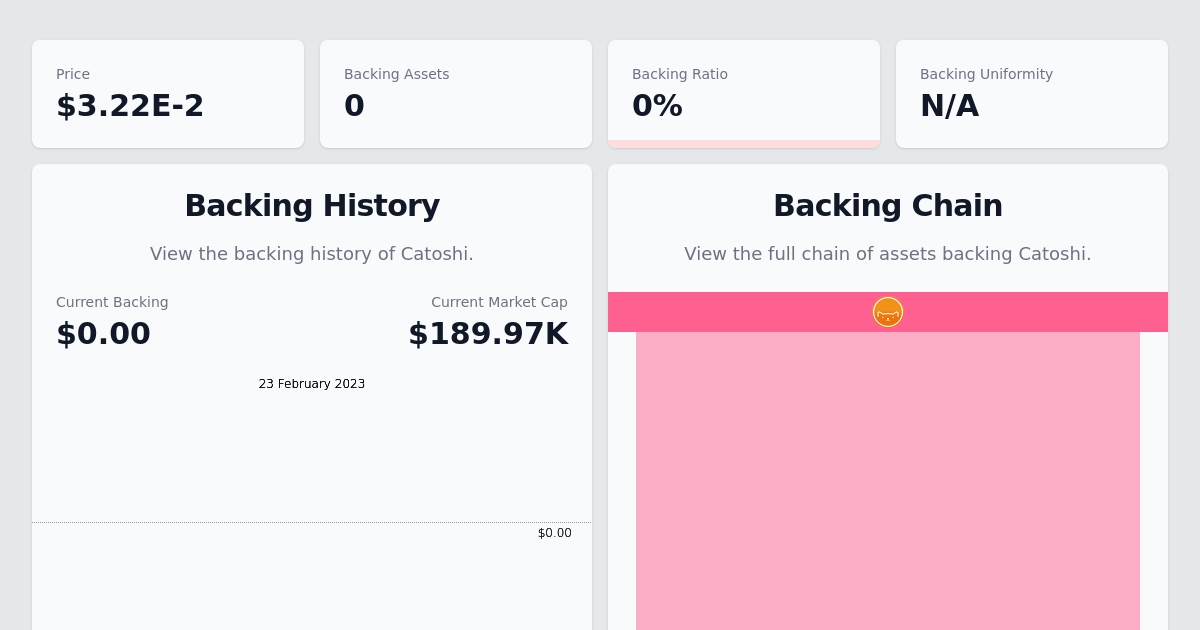 Price
$3.22E-2
Backing Assets
0
Backing Ratio
0%
Backing Uniformity
N/A
Backing History
View the backing history of Catoshi.
Current Backing
$0.00
Current Market Cap
$189.97K
23 February 2023
$0.00
Backing Chain
View the full chain of assets backing Catoshi.